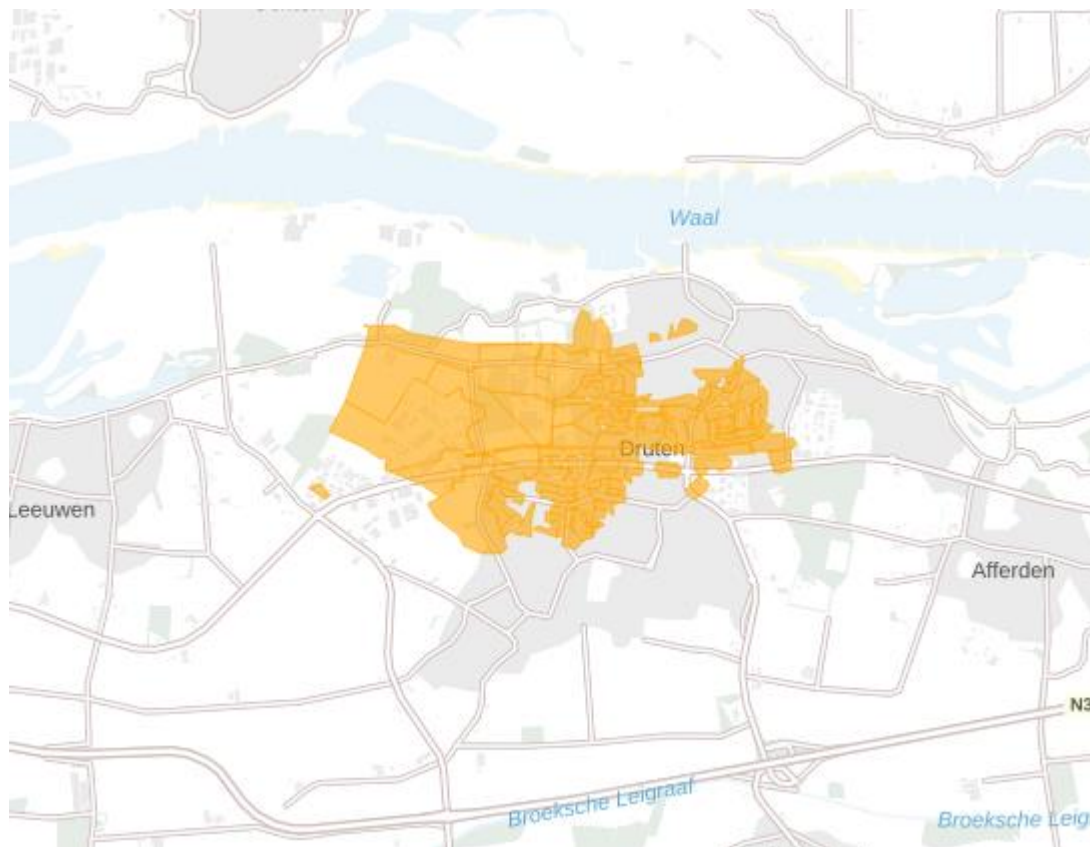 Waal
Druten
Leeuwen
Afferden
N3
Broeksche Leigraaf
Broeksche Leig